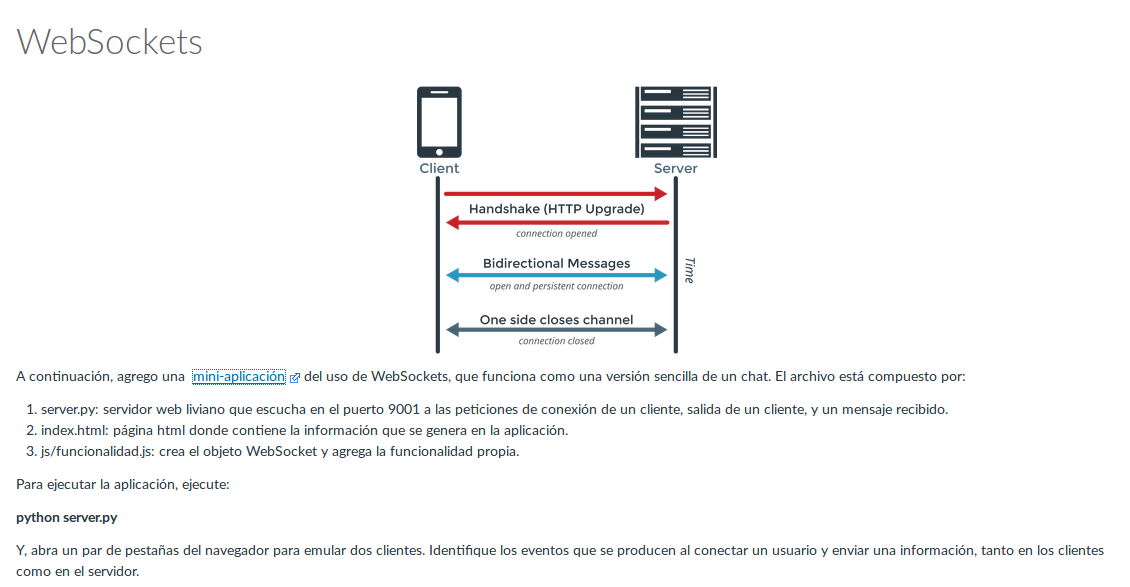 WebSockets
Client
Server
Handshake (HTTP Upgrade)
connection opened
Bidirectional Messages
open and persistent connection
Time
One side closes channel
connection closed
A continuación, agrego una mini-aplicación del uso de WebSockets, que funciona como una versión sencilla de un chat. El archivo está compuesto por:
1. server.py: servidor web liviano que escucha en el puerto 9001 a las peticiones de conexión de un cliente, salida de un cliente, y un mensaje recibido.
2. index.html: página html donde contiene la información que se genera en la aplicación.
3. js/funcionalidad.js: crea el objeto WebSocket y agrega la funcionalidad propia.
Para ejecutar la aplicación, ejecute:
python server.py
Y, abra un par de pestañas del navegador para emular dos clientes. Identifique los eventos que se producen al conectar un usuario y enviar una información, tanto en los clientes
como en el servidor.